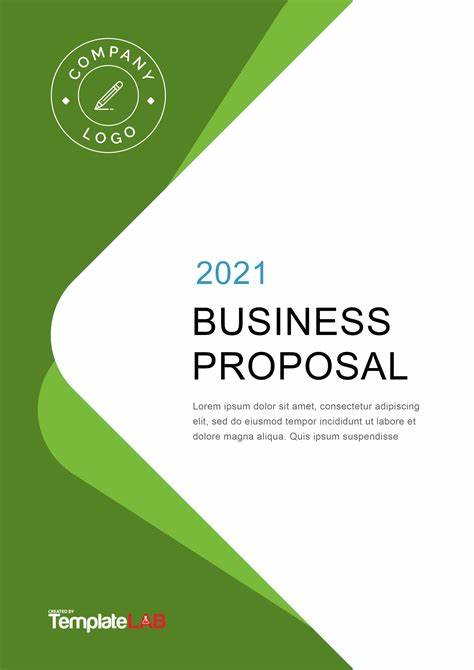 COMPANY
LOGO
2021
BUSINESS
PROPOSAL
Lorem ipsum dolor sit amet, consectetur adipiscing
elit, sed do eiusmod tempor incididunt ut labore et
dolore magna aliqua. Quis ipsum suspendisse
CREATED BY
TemplateLAB